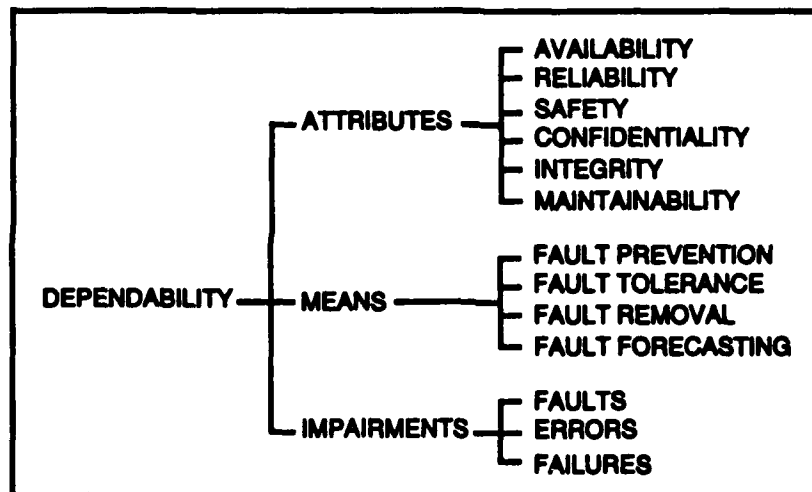 AVAILABILITY
RELIABILITY
SAFETY
ATTRIBUTES
CONFIDENTIALITY
INTEGRITY
MAINTAINABILITY
FAULT PREVENTION
FAULT TOLERANCE
DEPENDABILITY
MEANS
FAULT REMOVAL
FAULT FORECASTING
FAULTS
IMPAIRMENTS
ERRORS
FAILURES